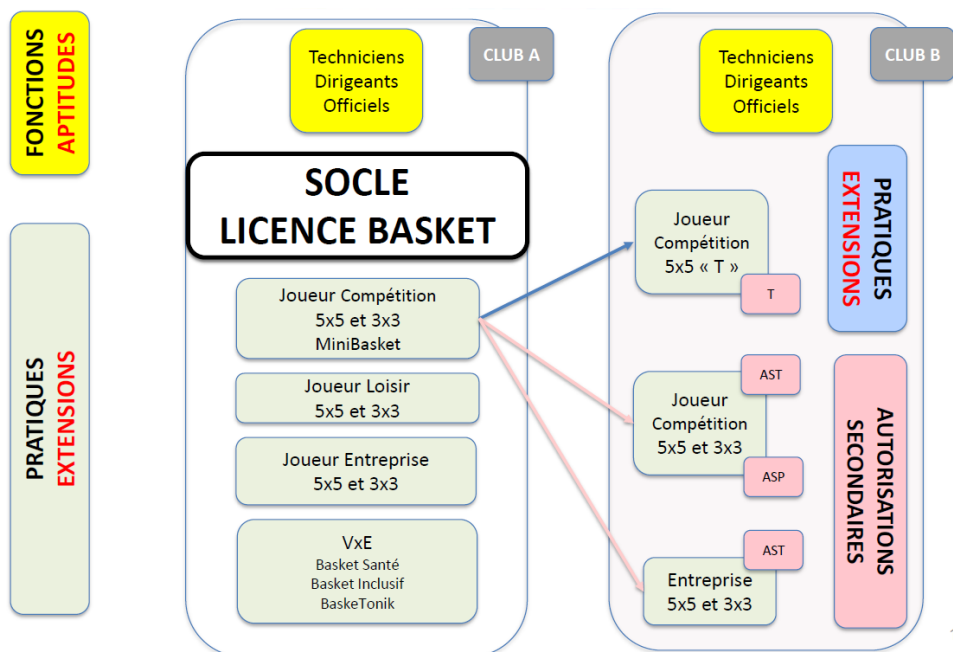 FONCTIONS
APTITUDES
PRATIQUES
EXTENSIONS
CLUB A
Techniciens
Dirigeants
Officiels
SOCLE
LICENCE BASKET
Joueur Compétition
5x5 et 3x3
MiniBasket
Joueur Loisir
5x5 et 3x3
Joueur Entreprise
5x5 et 3x3
VxE
Basket Santé
Basket Inclusif
BaskeTonik
CLUB B
Techniciens
Dirigeants
Officiels
Joueur
Compétition
5x5 « T »
T
PRATIQUES
EXTENSIONS
AST
Joueur
Compétition
5x5 et 3x3
ASP
AST
Entreprise
5x5 et 3x3
AUTORISATIONS
SECONDAIRES